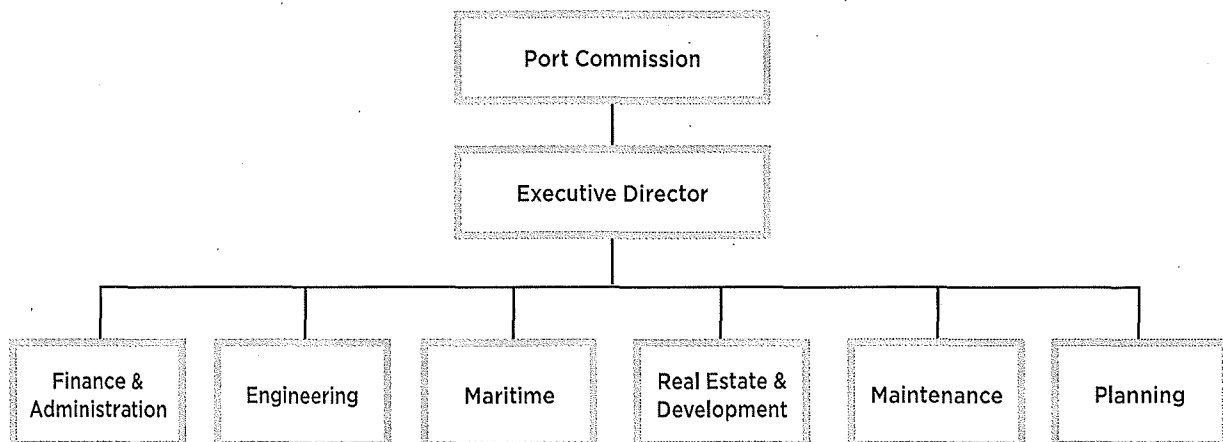 Port Commission
Executive Director
Finance &
Administration
Engineering
Maritime
Real Estate &
Development
Maintenance
Planning